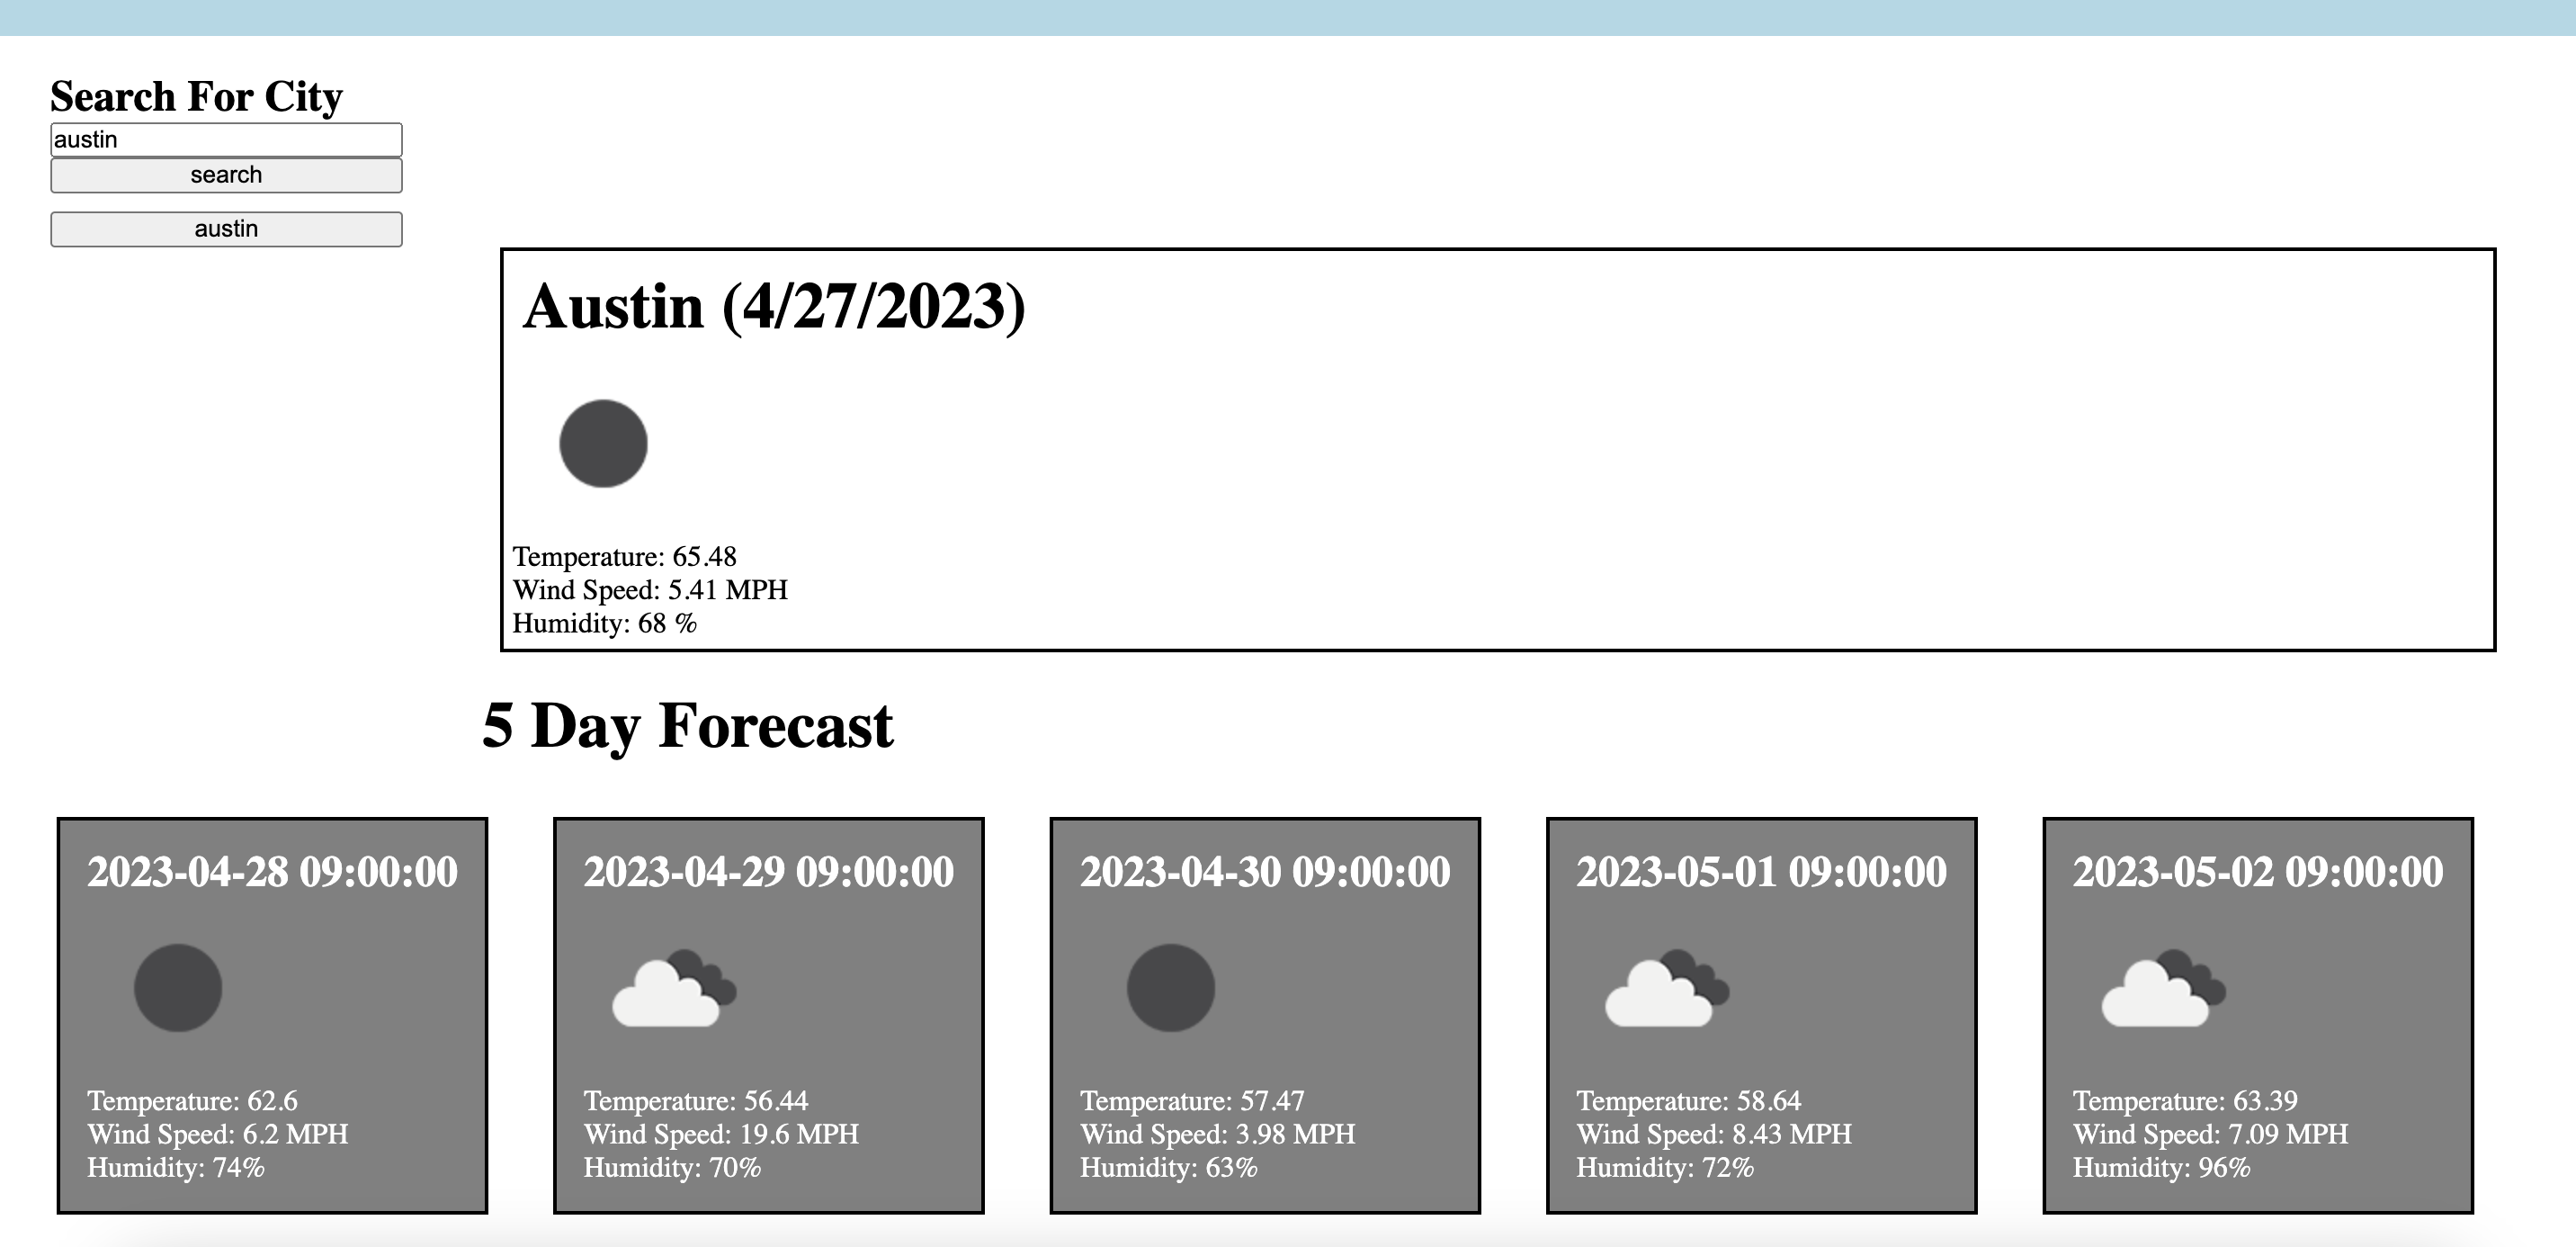 Search For City
austin
search
austin
Austin (4/27/2023)
Temperature: 65.48
Wind Speed: 5.41 MPH
Humidity: 68 %
5 Day Forecast
2023-04-28 09:00:00
Temperature: 62.6
Wind Speed: 6.2 MPH
Humidity: 74%
2023-04-29 09:00:00
Temperature: 56.44
Wind Speed: 19.6 MPH
Humidity: 70%
2023-04-30 09:00:00
Temperature: 57.47
Wind Speed: 3.98 MPH
Humidity: 63%
2023-05-01 09:00:00
Temperature: 58.64
Wind Speed: 8.43 MPH
Humidity: 72%
2023-05-02 09:00:00
Temperature: 63.39
Wind Speed: 7.09 MPH
Humidity: 96%